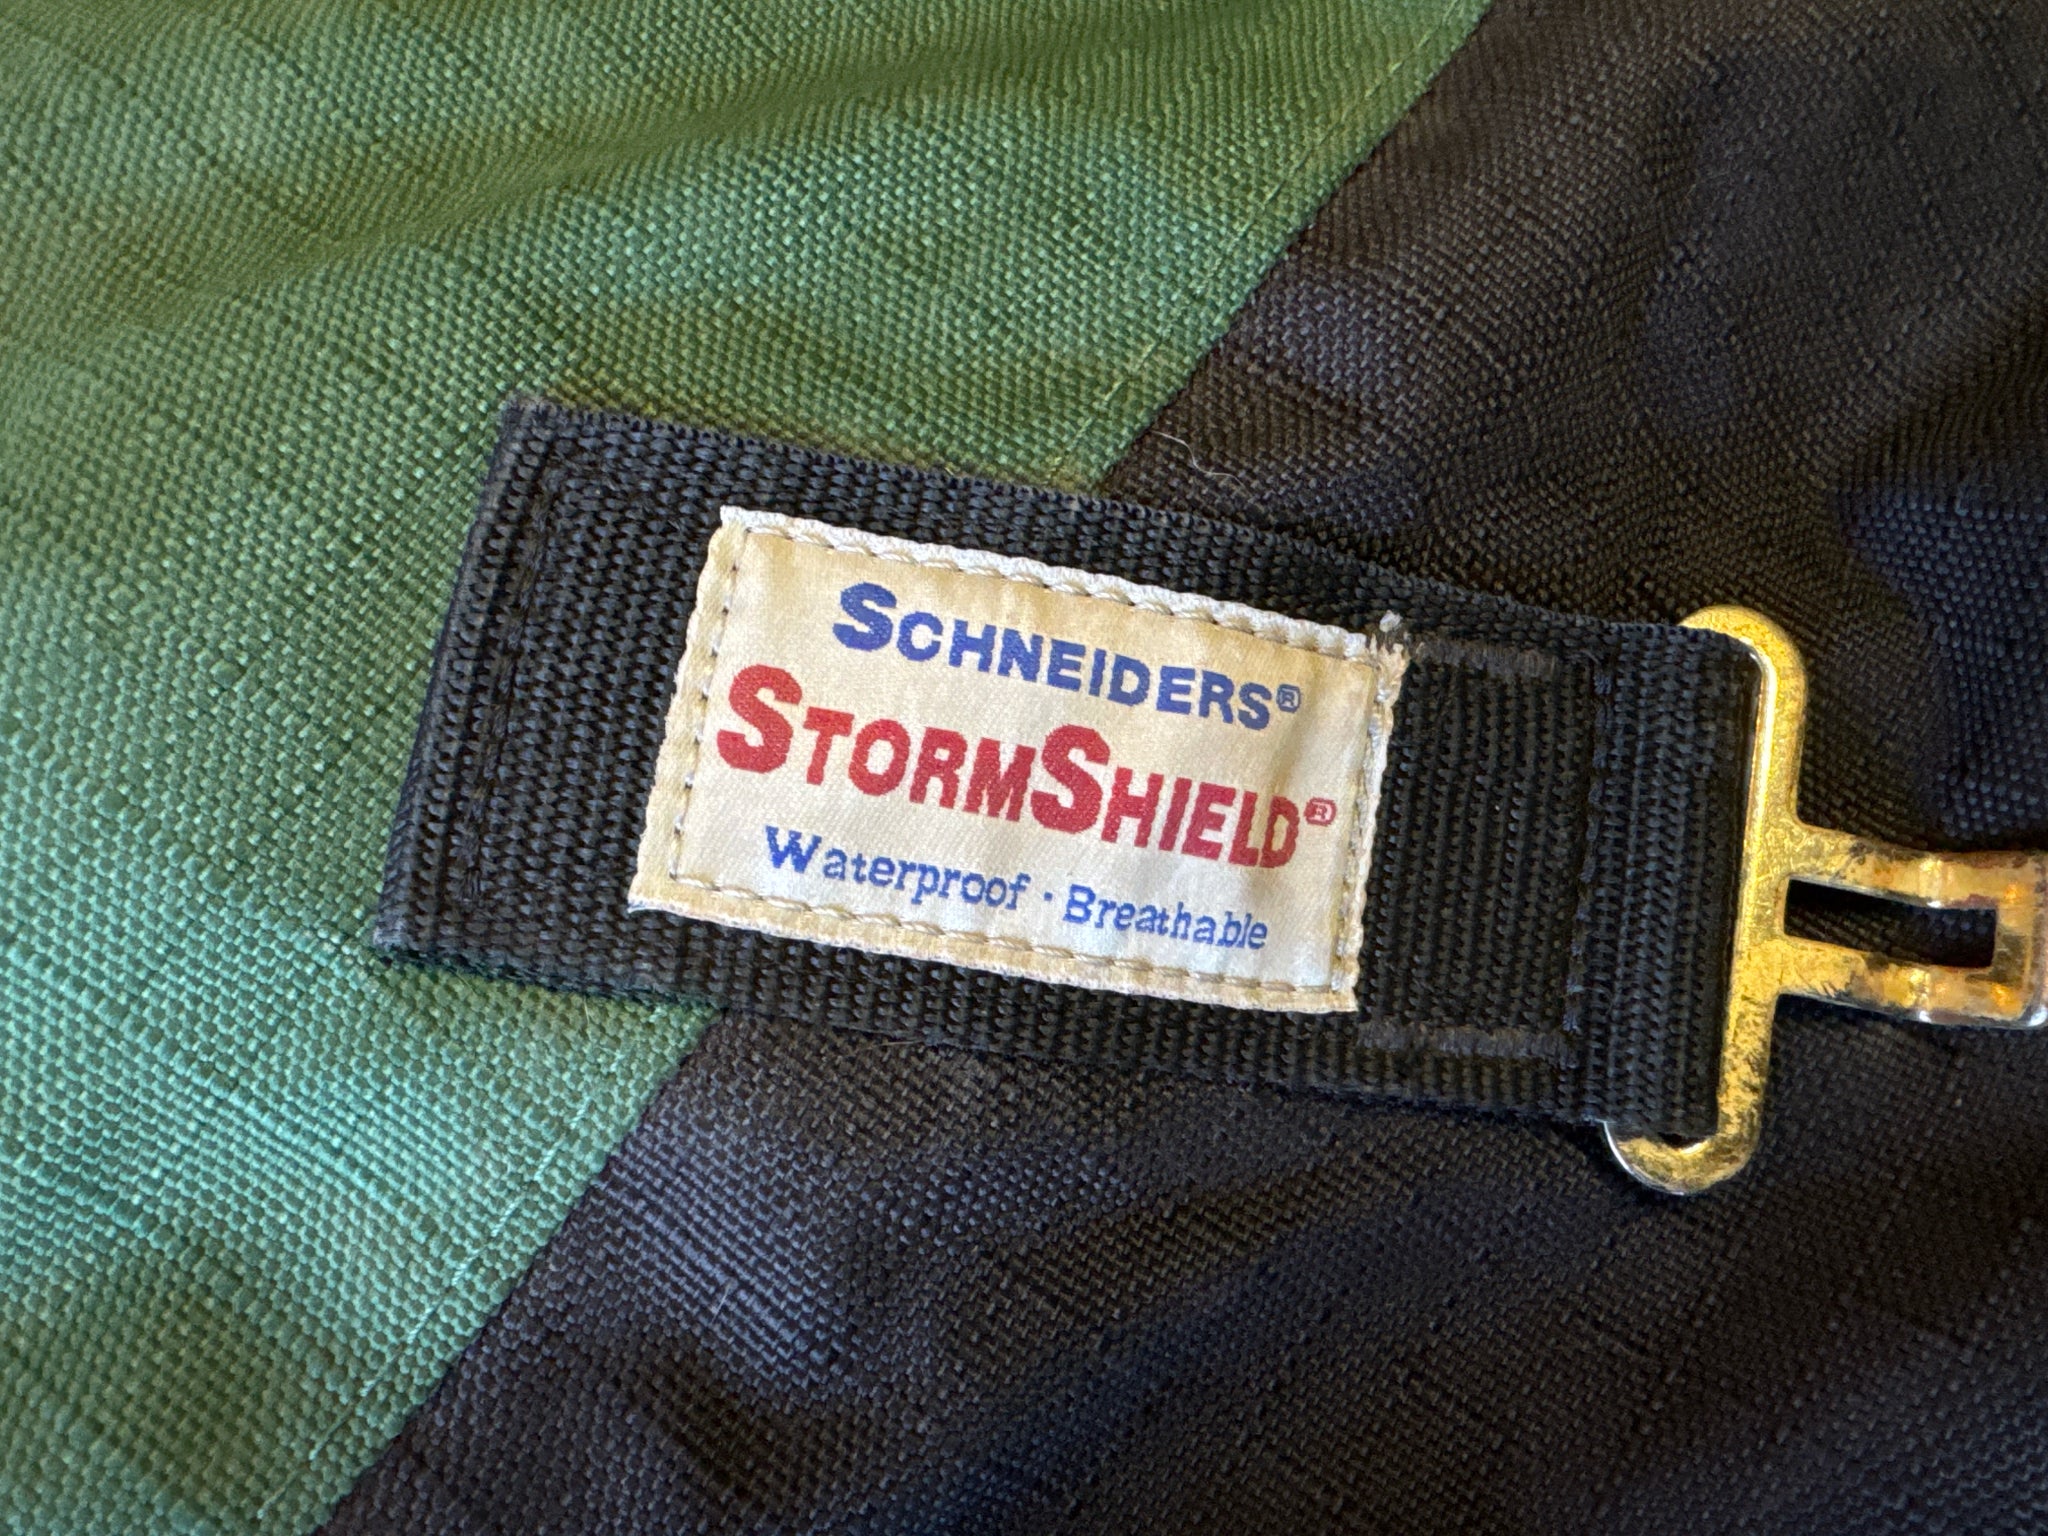 SCHNEIDERS®
STORMSHIELD®
Waterproof · Breathable